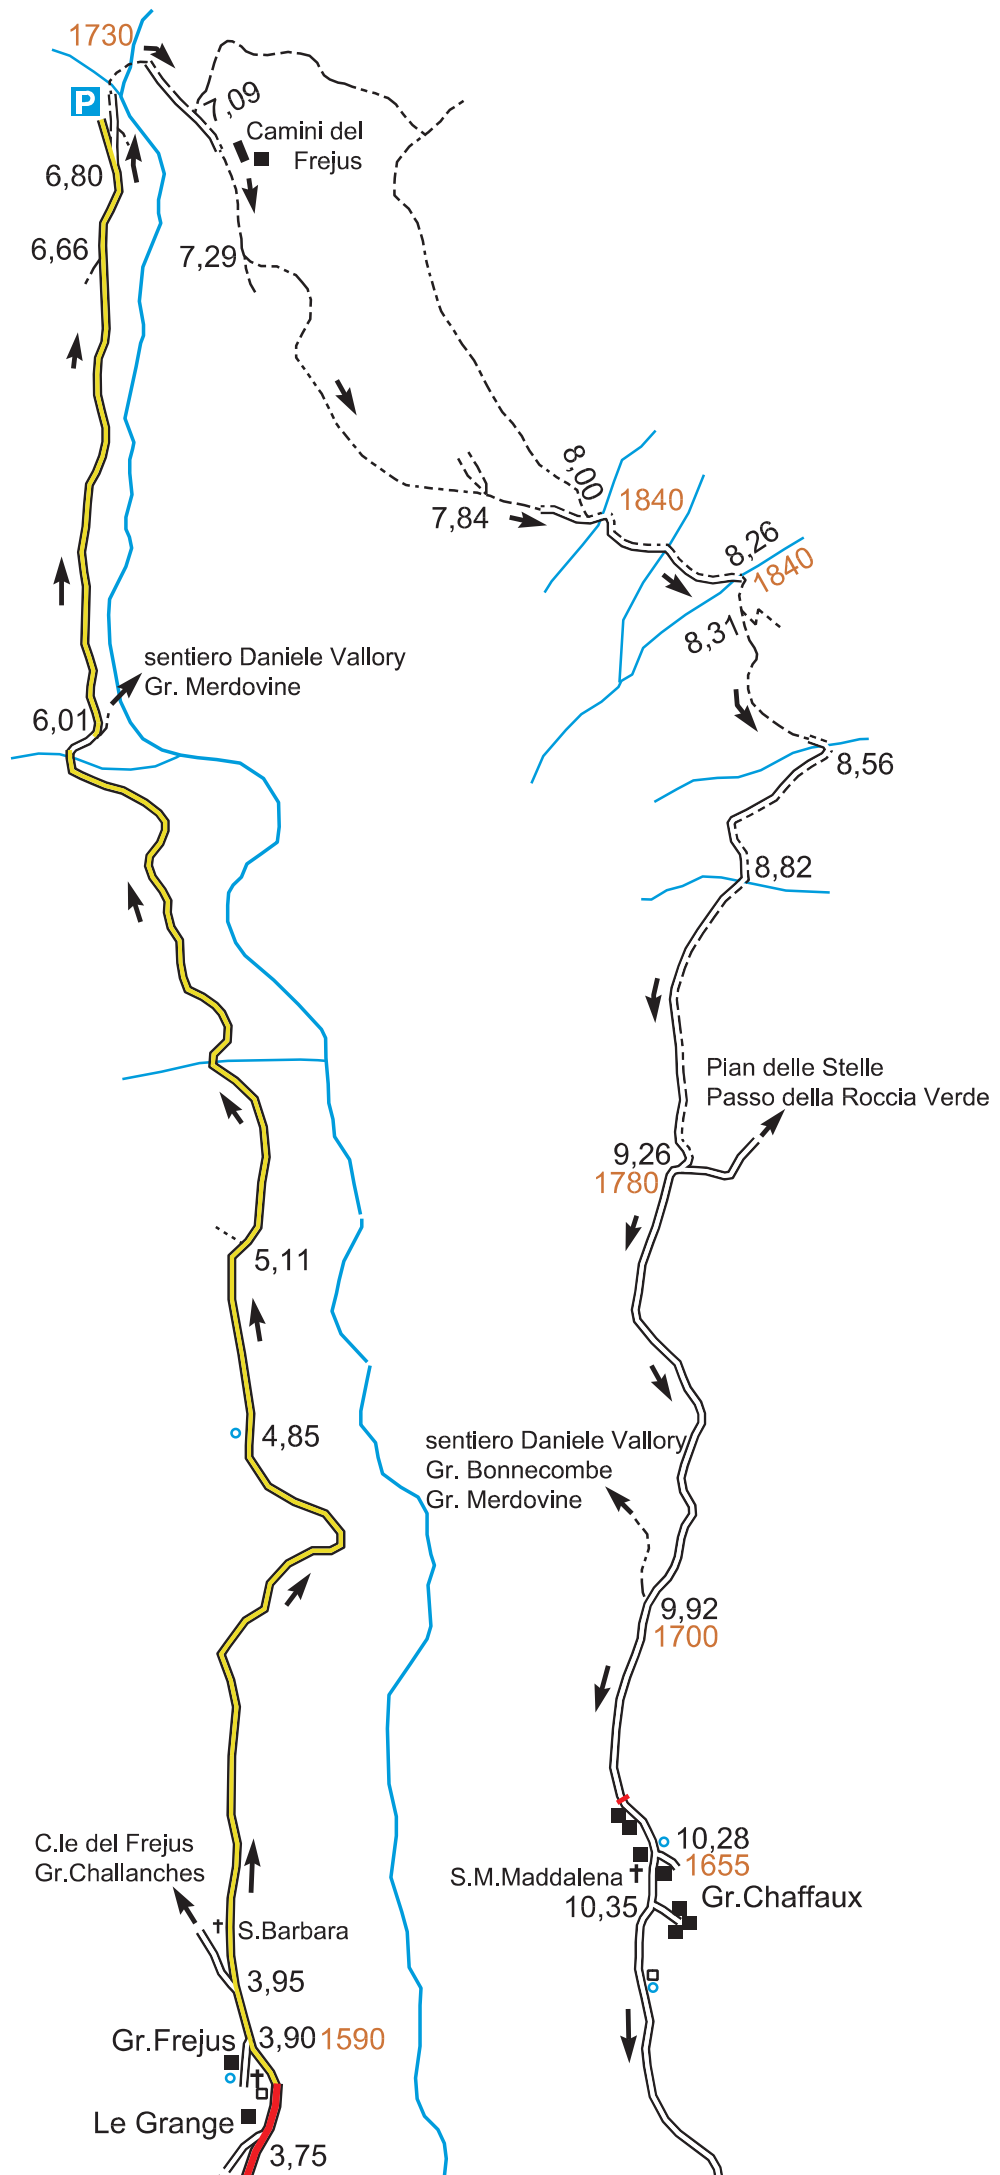 1730
P
7,09
Camini del
Frejus
6,80
6,66
7,29
8,00
1840
7,84
8,26
1840
8,31
sentiero Daniele Vallory
Gr. Merdovine
6,01
8,56
8,82
Pian delle Stelle
Passo della Roccia Verde
9,26
1780
5,11
4,85
sentiero Daniele Vallory
Gr. Bonnecombe
Gr. Merdovine
9,92
1700
C.le del Frejus
Gr.Challanches
10,28
1655
S.M.Maddalena
Gr.Chaffaux
10,35
S.Barbara
3,95
Gr.Frejus
3,90 1590
Le Grange
3,75